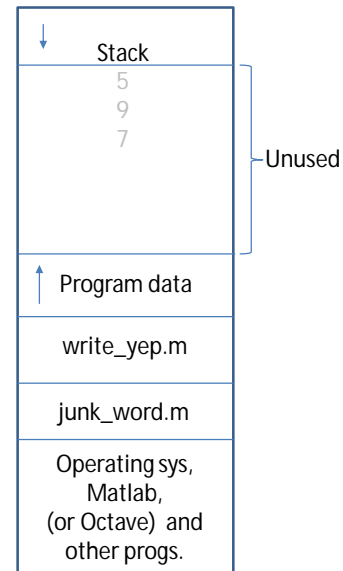 Stack
5
9
7
Unused
Program data
write_yep.m
junk_word.m
Operating sys,
Matlab,
(or Octave) and
other progs.